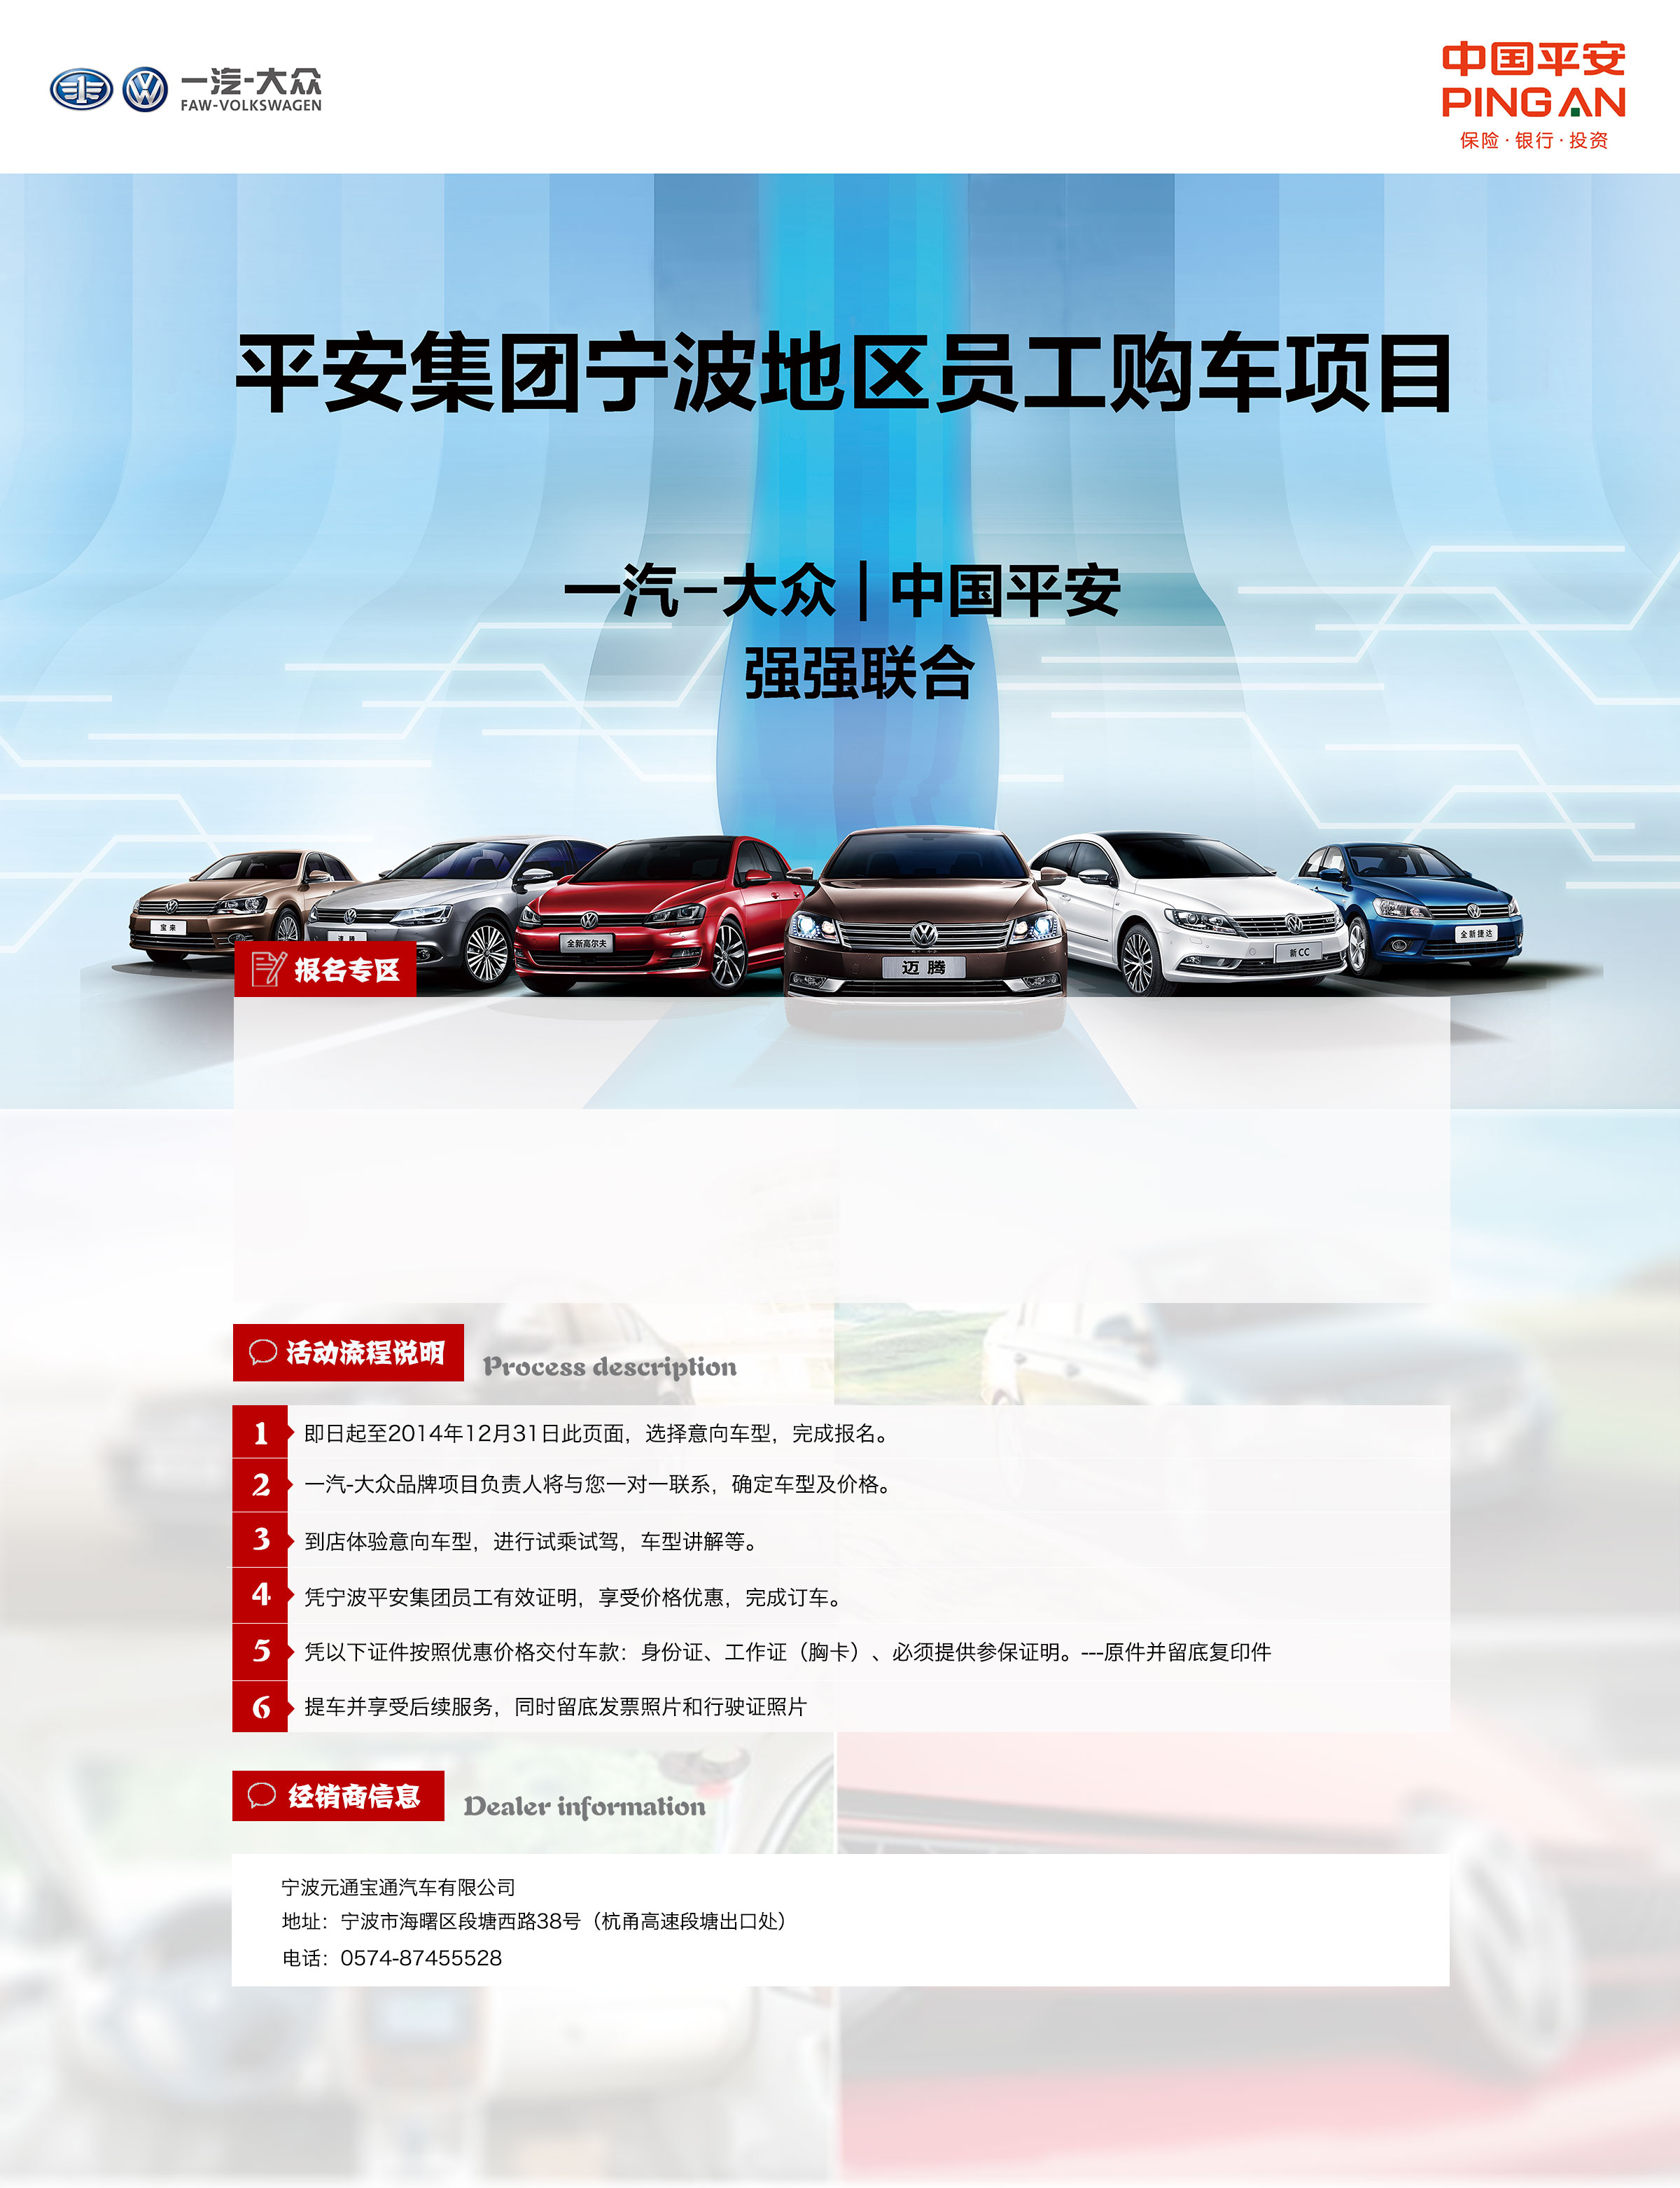 一汽-大众
FAW-VOLKSWAGEN
中国平安
PING AN
保险·银行·投资
平安集团宁波地区员工购车项目
一汽-大众|中国平安
强强联合
宝来
速腾
全新高尔夫
迈腾
新CC
全新捷达
报名专区
活动流程说明 Process description
1 即日起至2014年12月31日此页面，选择意向车型，完成报名。
2 一汽-大众品牌项目负责人将与您一对一联系，确定车型及价格。
3 到店体验意向车型，进行试乘试驾，车型讲解等。
4 凭宁波平安集团员工有效证明，享受价格优惠，完成订车。
5 凭以下证件按照优惠价格交付车款：身份证、工作证（胸卡）、必须提供参保证明。---原件并留底复印件
6 提车并享受后续服务，同时留底发票照片和行驶证照片
经销商信息 Dealer information
宁波元通宝通汽车有限公司
地址：宁波市海曙区段塘西路38号（杭甬高速段塘出口处）
电话：0574-87455528